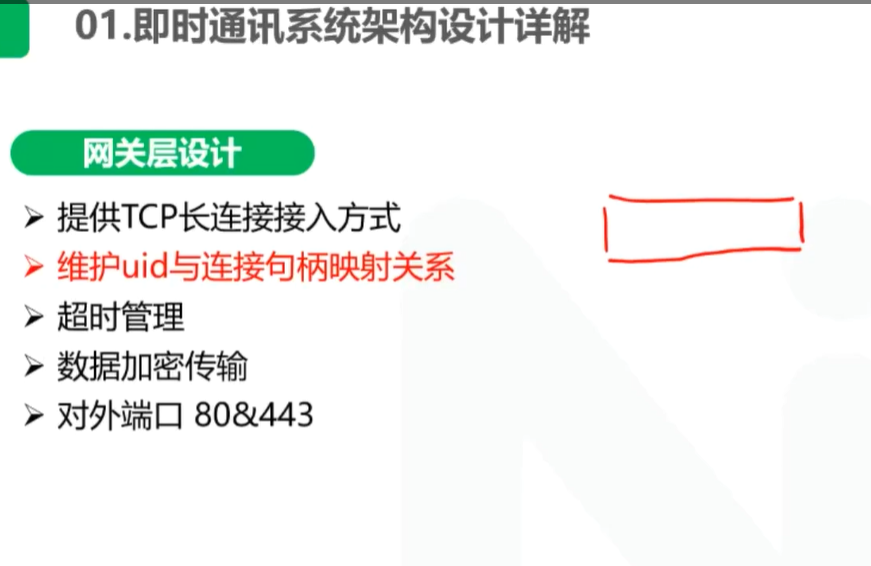 01.即时通讯系统架构设计详解
网关层设计
➢ 提供TCP长连接接入方式
➢ 维护uid与连接句柄映射关系
➢ 超时管理
➢ 数据加密传输
➢ 对外端口 80&443